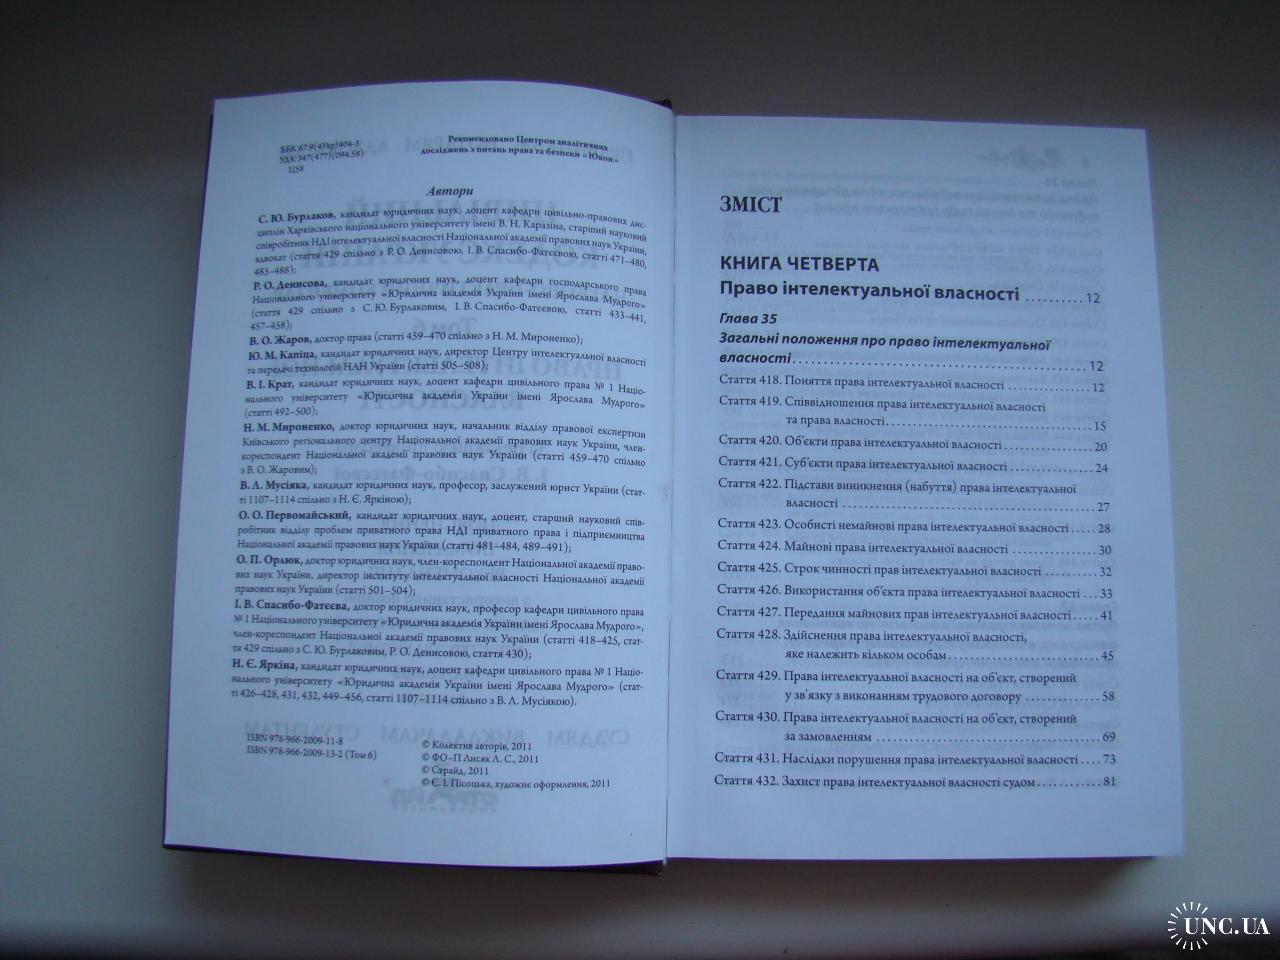 ББК 67.9(4Укр)404-3
УДК 347(477)(094.58)
Ц58
Рекомендовано Центром аналітичних
досліджень з питань права та безпеки «Юкон»
Автори
С. Ю. Бурлаков, кандидат юридичних наук, доцент кафедри цивільно-правових дис-
циплін Харківського національного університету імені В. Н. Каразіна, старший науковий
співробітник НДІ інтелектуальної власності Національної академії правових наук України,
адвокат (стаття 429 спільно з Р. О. Денисовою, І. В. Спасибо-Фатєєвою, статті 471–480,
485–488);
Р. О. Денисова, кандидат юридичних наук, доцент кафедри господарського права
Національного університету «Юридична академія України імені Ярослава Мудрого»
(стаття 429 спільно з С. Ю. Бурлаковим, І. В. Спасибо-Фатєєвою, статті 433–441,
457–458);
В. О. Жаров, доктор права (статті 459–470 спільно з Н. М. Мироненко);
Ю. М. Капіца, кандидат юридичних наук, директор Центру інтелектуальної власності
та передачі технологій НАН України (статті 505–508);
В. І. Крат, кандидат юридичних наук, доцент кафедри цивільного права № 1 Націо-
нального університету «Юридична академія України імені Ярослава Мудрого»
(статті 492–500);
Н. М. Мироненко, доктор юридичних наук, начальник відділу правової експертизи
Київського регіонального центру Національної академії правових наук України, член-
кореспондент Національної академії правових наук України (статті 459–470 спільно
з В. О. Жаровим);
В. Л. Мусіяка, кандидат юридичних наук, професор, заслужений юрист України (стат-
ті 1107–1114 спільно з Н. Є. Яркіною);
О. О. Первомайський, кандидат юридичних наук, доцент, старший науковий спів-
робітник відділу проблем приватного права НДІ приватного права і підприємництва
Національної академії правових наук України (статті 481–484, 489–491);
О. П. Орлюк, доктор юридичних наук, член-кореспондент Національної академії право-
вих наук України, директор інституту інтелектуальної власності Національної академії
правових наук України (статті 501–504);
І. В. Спасибо-Фатєєва, доктор юридичних наук, професор кафедри цивільного права
№ 1 Національного університету «Юридична академія України імені Ярослава Мудрого»,
член-кореспондент Національної академії правових наук України (статті 418–425, стат-
тя 429 спільно з С. Ю. Бурлаковим, Р. О. Денисовою, стаття 430);
Н. Є. Яркіна, кандидат юридичних наук, доцент кафедри цивільного права № 1 Націо-
нального університету «Юридична академія України імені Ярослава Мудрого» (стат-
ті 426–428, 431, 432, 449–456, статті 1107–1114 спільно з В. Л. Мусіякою).
ISBN 978-966-2009-11-8
ISBN 978-966-2009-13-2 (Том 6)
© Колектив авторів, 2011
© ФО–П Лисяк Л. С., 2011
© Страйд, 2011
© Є. І. Пісоцька, художнє оформлення, 2011
ЗМІСТ
КНИГА ЧЕТВЕРТА
Право інтелектуальної власності .......... 12
Глава 35
Загальні положення про право інтелектуальної
власності.......... 12
Стаття 418. Поняття права інтелектуальної власності .......... 12
Стаття 419. Співвідношення права інтелектуальної власності
та права власності.......... 15
Стаття 420. Об'єкти права інтелектуальної власності .......... 20
Стаття 421. Суб'єкти права інтелектуальної власності .......... 24
Стаття 422. Підстави виникнення (набуття) права інтелектуальної
власності .......... 27
Стаття 423. Особисті немайнові права інтелектуальної власності ..... 28
Стаття 424. Майнові права інтелектуальної власності .......... 30
Стаття 425. Строк чинності прав інтелектуальної власності .......... 32
Стаття 426. Використання об'єкта права інтелектуальної власності ... 33
Стаття 427. Передання майнових прав інтелектуальної власності ..... 41
Стаття 428. Здійснення права інтелектуальної власності,
яке належить кільком особам .......... 45
Стаття 429. Права інтелектуальної власності на об'єкт, створений
у зв'язку з виконанням трудового договору .......... 58
Стаття 430. Права інтелектуальної власності на об'єкт, створений
за замовленням .......... 69
Стаття 431. Наслідки порушення права інтелектуальної власності .... 73
Стаття 432. Захист права інтелектуальної власності судом .......... 81
UNC.UA